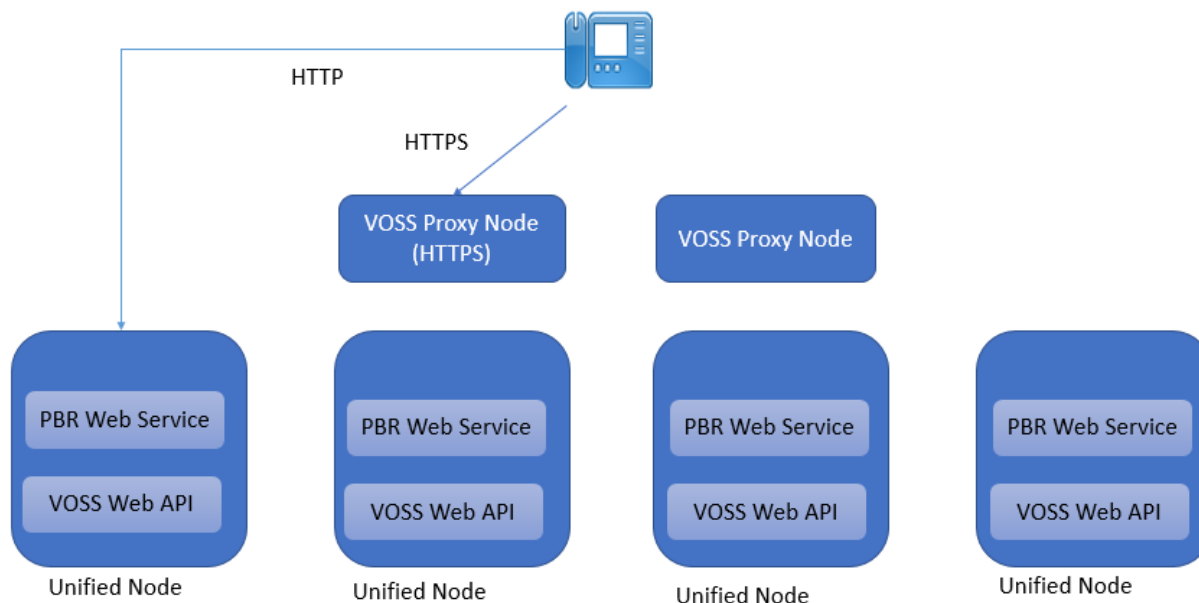 HTTP
HTTPS
VOSS Proxy Node
(HTTPS)
VOSS Proxy Node
PBR Web Service
VOSS Web API
Unified Node
PBR Web Service
VOSS Web API
Unified Node
PBR Web Service
VOSS Web API
Unified Node
PBR Web Service
VOSS Web API
Unified Node